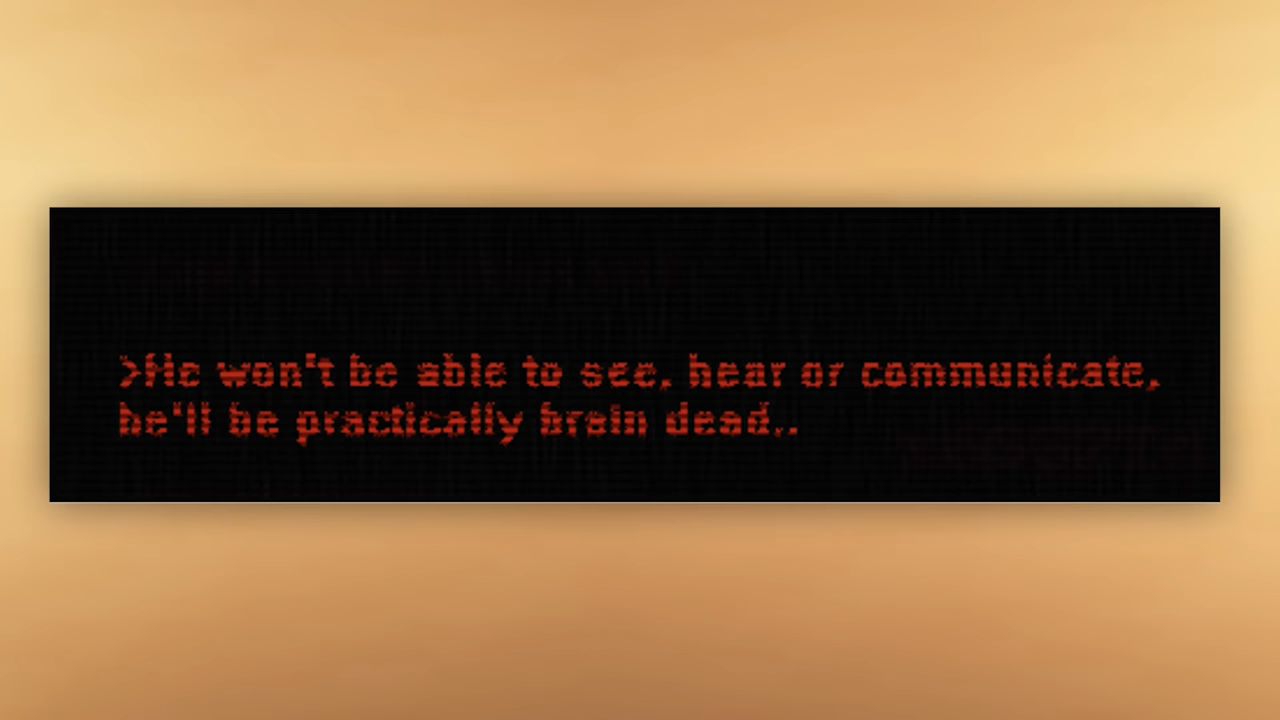 >He won't be able to see, hear or communicate,
he'll be practically brain dead..